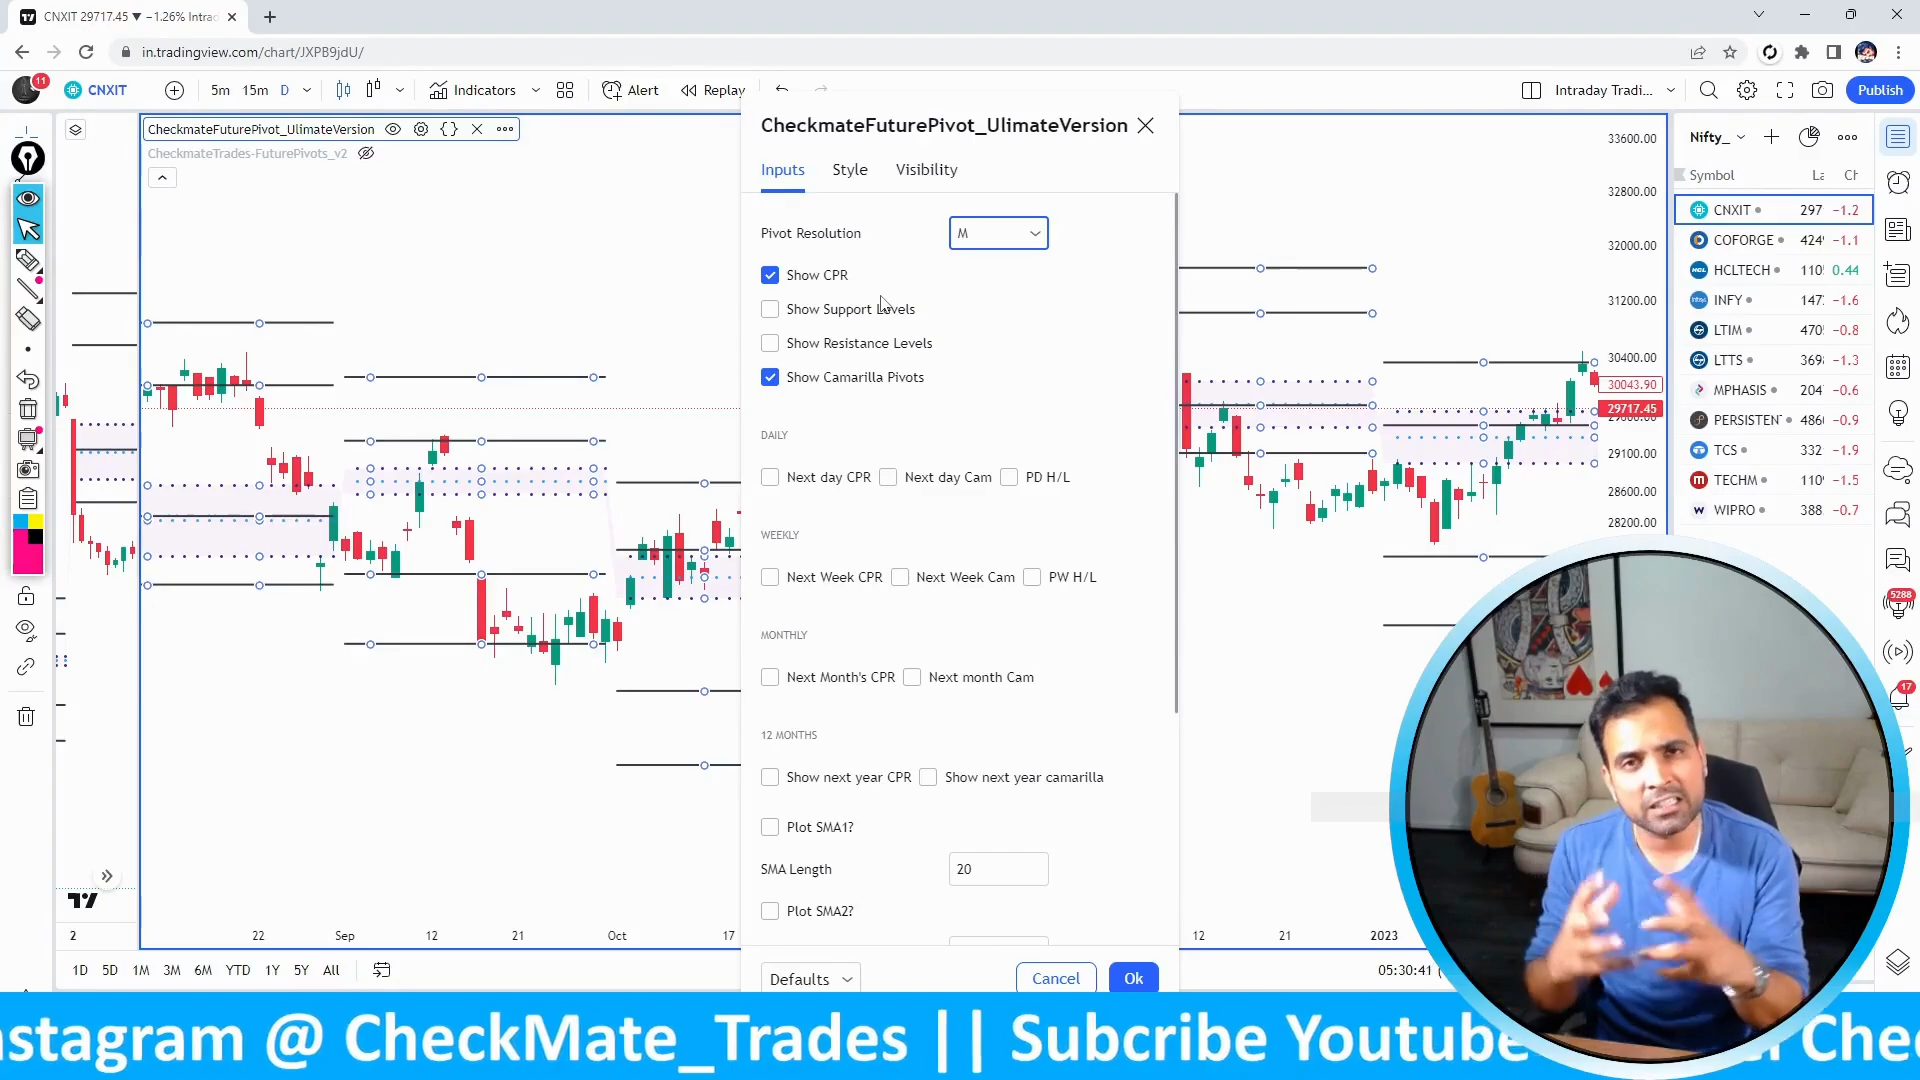 CNXIT 29717.45 ▼ −1.26% Intra
in.tradingview.com/chart/JXPB9jdU/
11
CNXIT
5m 15m D
Indicators
Alert
Replay
Intraday Tradi...
Publish
CheckmateFuturePivot_UlimateVersion
CheckmateTrades-FuturePivots_v2
CheckmateFuturePivot_UlimateVersion
Inputs Style Visibility
Pivot Resolution M
Show CPR
Show Support Levels
Show Resistance Levels
Show Camarilla Pivots
DAILY
Next day CPR Next day Cam PD H/L
WEEKLY
Next Week CPR Next Week Cam PW H/L
MONTHLY
Next Month's CPR Next month Cam
12 MONTHS
Show next year CPR Show next year camarilla
Plot SMA1?
SMA Length 20
Plot SMA2?
Defaults Cancel Ok
33600.00
32800.00
32000.00
31200.00
30400.00
30043.90
29717.45
29100.00
28600.00
28200.00
Nifty_
Symbol La Ch
CNXIT 297 −1.2
COFORGE 424 −1.1
HCLTECH 110 0.44
INFY 147 −1.6
LTIM 470 −0.8
LTTS 369 −1.3
MPHASIS 204 −0.6
PERSISTEN 486 −0.9
TCS 332 −1.9
TECHM 110 −1.5
WIPRO 388 −0.7
5288
17
2 22 Sep 12 21 Oct 17 12 21 2023
1D 5D 1M 3M 6M YTD 1Y 5Y All
05:30:41
nstagram @ CheckMate_Trades || Subcribe Youtube Chec